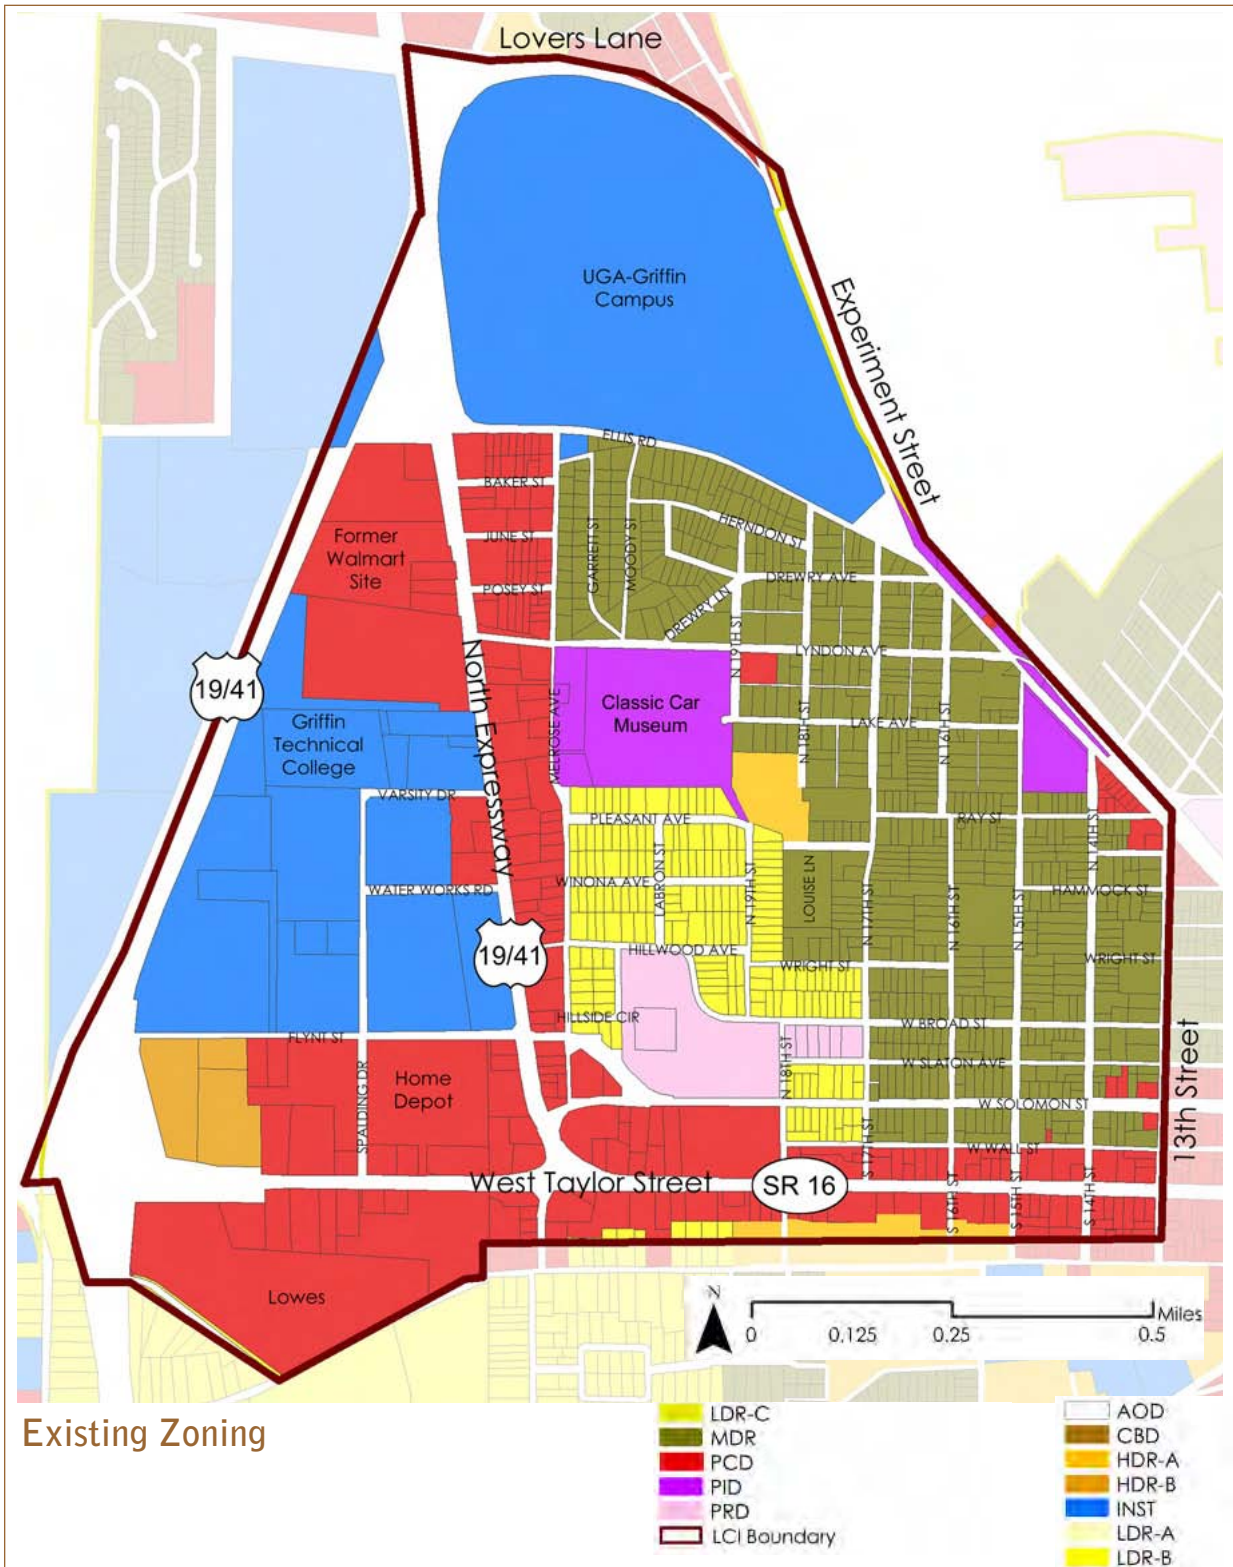 Lovers Lane
UGA-Griffin
Campus
Experiment Street
ELLIS RD
BAKER ST
JUNE ST
POSEY ST
GARRETT ST
MOODY ST
HERNDON ST
DREWRY AVE
DREWRY LN
Former
Walmart
Site
North Expressway
19/41
N 19TH ST
LYNDON AVE
Classic Car
Museum
MELROSE AVE
N 18TH ST
LAKE AVE
N 16TH ST
Griffin
Technical
College
VARSITY DR
PLEASANT AVE
RAY ST
N 14TH ST
LABRON ST
WINONA AVE
WATER WORKS RD
N 19TH ST
LOUISE LN
N 17TH ST
N 16TH ST
N 15TH ST
HAMMOCK ST
19/41
HILLWOOD AVE
WRIGHT ST
WRIGHT ST
HILLSIDE CIR
W BROAD ST
FLYNT ST
13th Street
SPALDING DR
Home
Depot
N 18TH ST
W SLATON AVE
W SOLOMON ST
S 17TH ST
W WALL ST
West Taylor Street
SR 16
S 16TH ST
S 15TH ST
S 14TH ST
Lowes
N
0
0.125
0.25
0.5
Miles
Existing Zoning
LDR-C
MDR
PCD
PID
PRD
LCI Boundary
AOD
CBD
HDR-A
HDR-B
INST
LDR-A
LDR-B